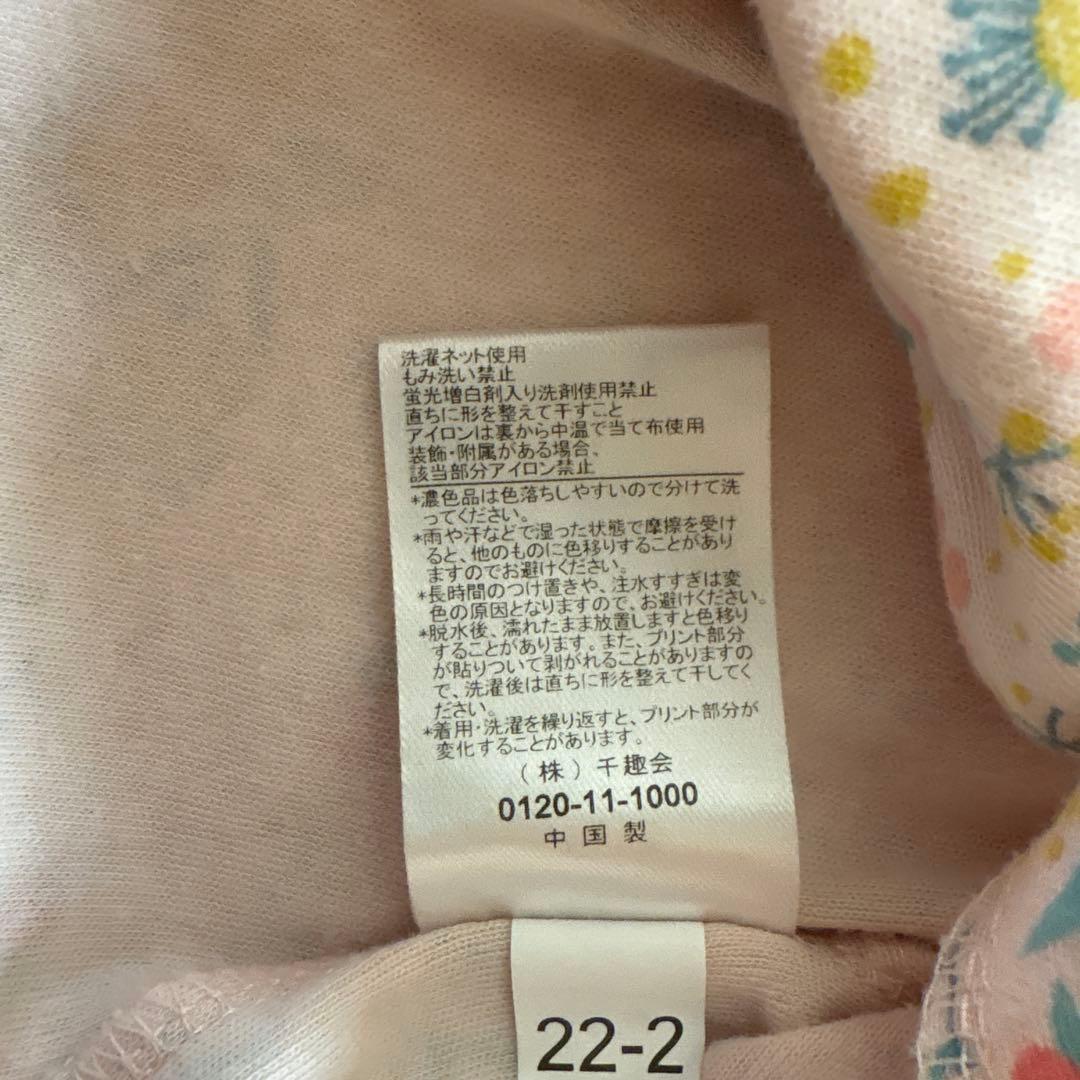 洗濯ネット使用
もみ洗い禁止
蛍光増白剤入り洗剤使用禁止
直ちに形を整えて干すこと
アイロンは裏から中温で当て布使用
装飾・附属がある場合、
該当部分アイロン禁止
*濃色品は色落ちしやすいので分けて洗
ってください。
*雨や汗などで湿った状態で摩擦を受け
ると、他のものに色移りすることがあり
ますのでお避けください。
*長時間のつけ置きや、注水すすぎは変
色の原因となりますので、お避けください。
*脱水後、濡れたまま放置しますと色移り
することがあります。また、プリント部分
が貼りついて剥がれることがありますの
で、洗濯後は直ちに形を整えて干してく
ださい。
*着用・洗濯を繰り返すと、プリント部分が
変化することがあります。
(株)千趣会
0120-11-1000
中国製
22-2